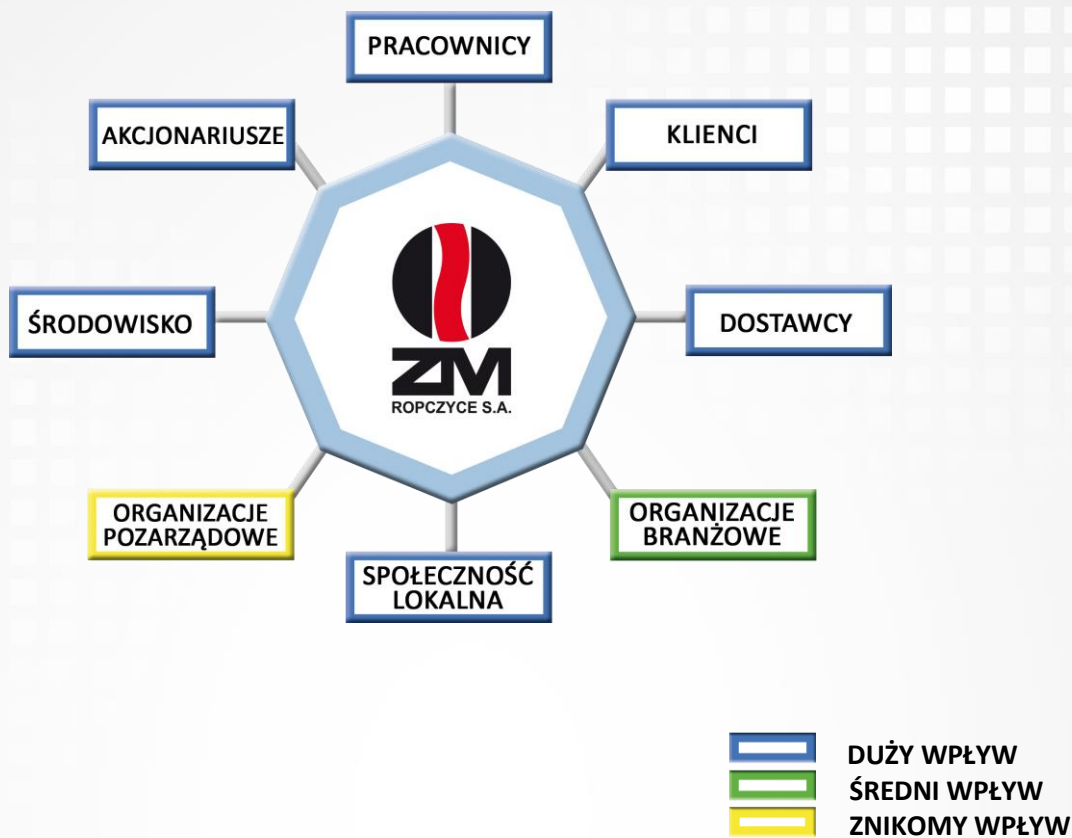 PRACOWNICY
AKCJONARIUSZE
KLIENCI
ŚRODOWISKO
ZM
ROPCZYCE S.A.
DOSTAWCY
ORGANIZACJE
POZARZĄDOWE
ORGANIZACJE
BRANŻOWE
SPOŁECZNOŚĆ
LOKALNA
DUŻY WPŁYW
ŚREDNI WPŁYW
ZNIKOMY WPŁYW